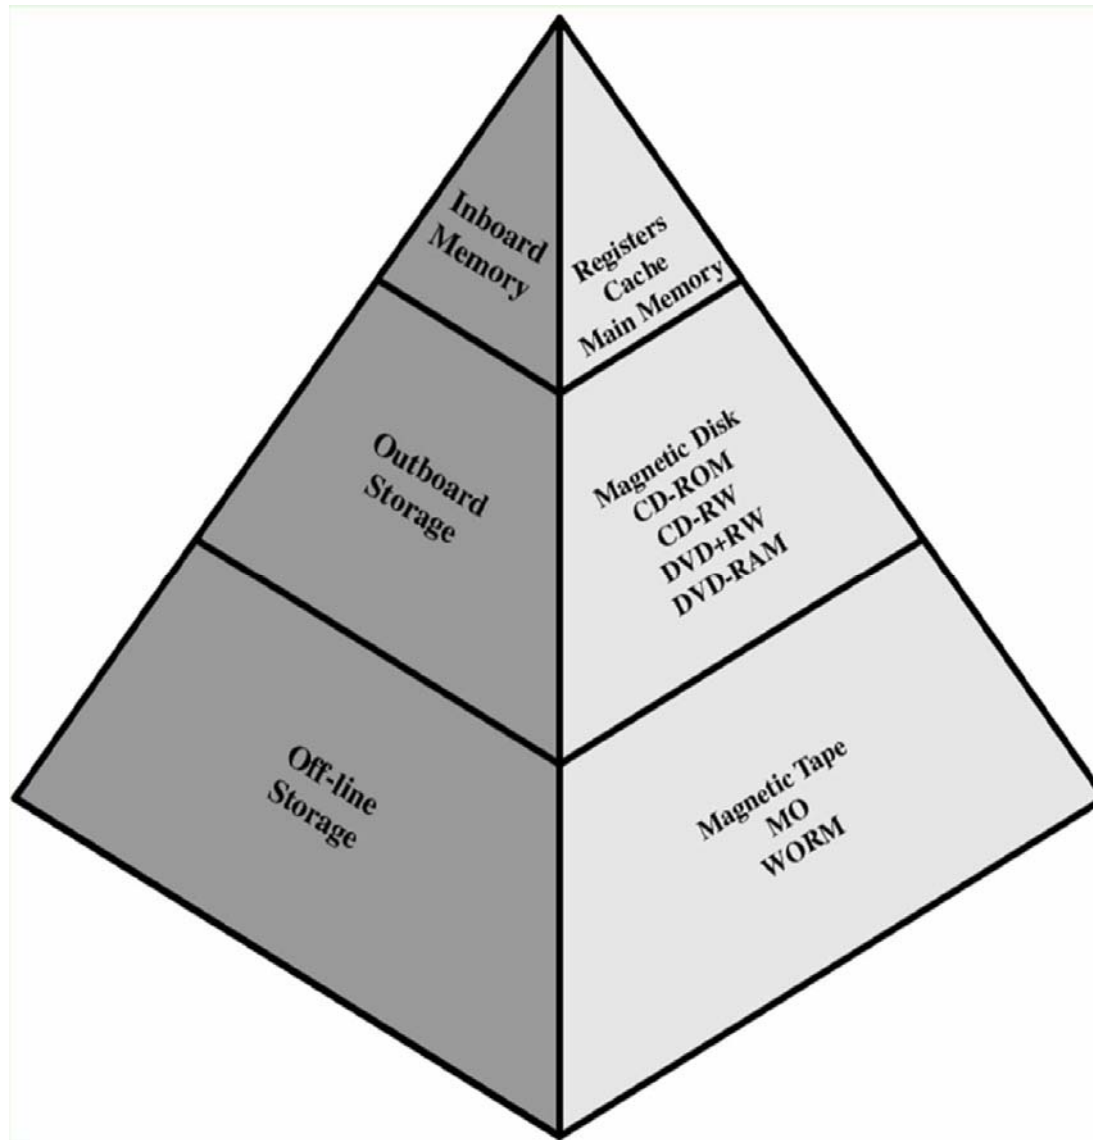 Inboard
Memory
Registers
Cache
Main Memory
Outboard
Storage
Magnetic Disk
CD-ROM
CD-RW
DVD+RW
DVD-RAM
Off-line
Storage
Magnetic Tape
MO
WORM